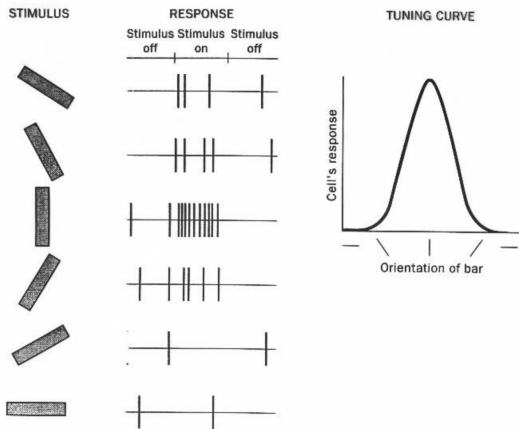 STIMULUS
RESPONSE
TUNING CURVE
Stimulus Stimulus Stimulus
off on off
Cell's response
Orientation of bar